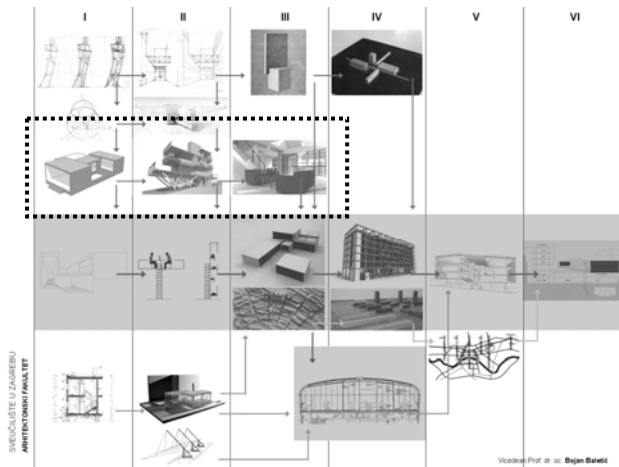 I
II
III
IV
V
VI
SVEUČILIŠTE U ZAGREBU
ARHITEKTONSKI FAKULTET
Vicedean Prof. dr. sc. Bojan Baletić